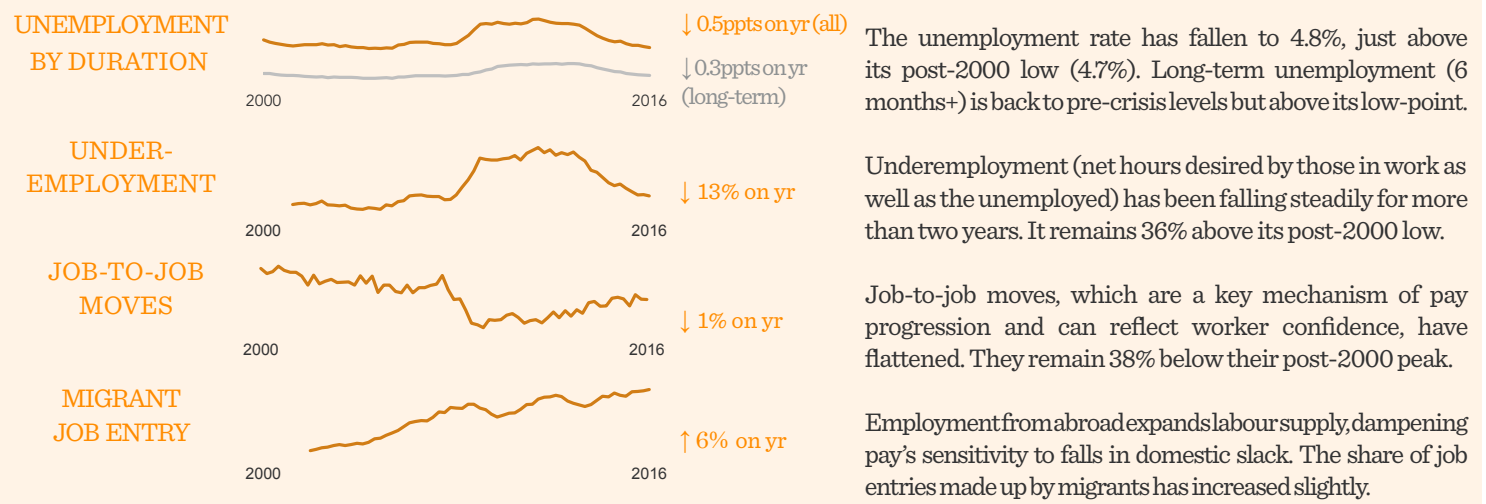 UNEMPLOYMENT
BY DURATION
2000
2016
↓ 0.5ppts on yr (all)
↓ 0.3ppts on yr
(long-term)
The unemployment rate has fallen to 4.8%, just above
its post-2000 low (4.7%). Long-term unemployment (6
months+) is back to pre-crisis levels but above its low-point.
UNDER-
EMPLOYMENT
2000
2016
↓ 13% on yr
Underemployment (net hours desired by those in work as
well as the unemployed) has been falling steadily for more
than two years. It remains 36% above its post-2000 low.
JOB-TO-JOB
MOVES
2000
2016
↓ 1% on yr
Job-to-job moves, which are a key mechanism of pay
progression and can reflect worker confidence, have
flattened. They remain 38% below their post-2000 peak.
MIGRANT
JOB ENTRY
2000
2016
↑ 6% on yr
Employment from abroad expands labour supply, dampening
pay's sensitivity to falls in domestic slack. The share of job
entries made up by migrants has increased slightly.